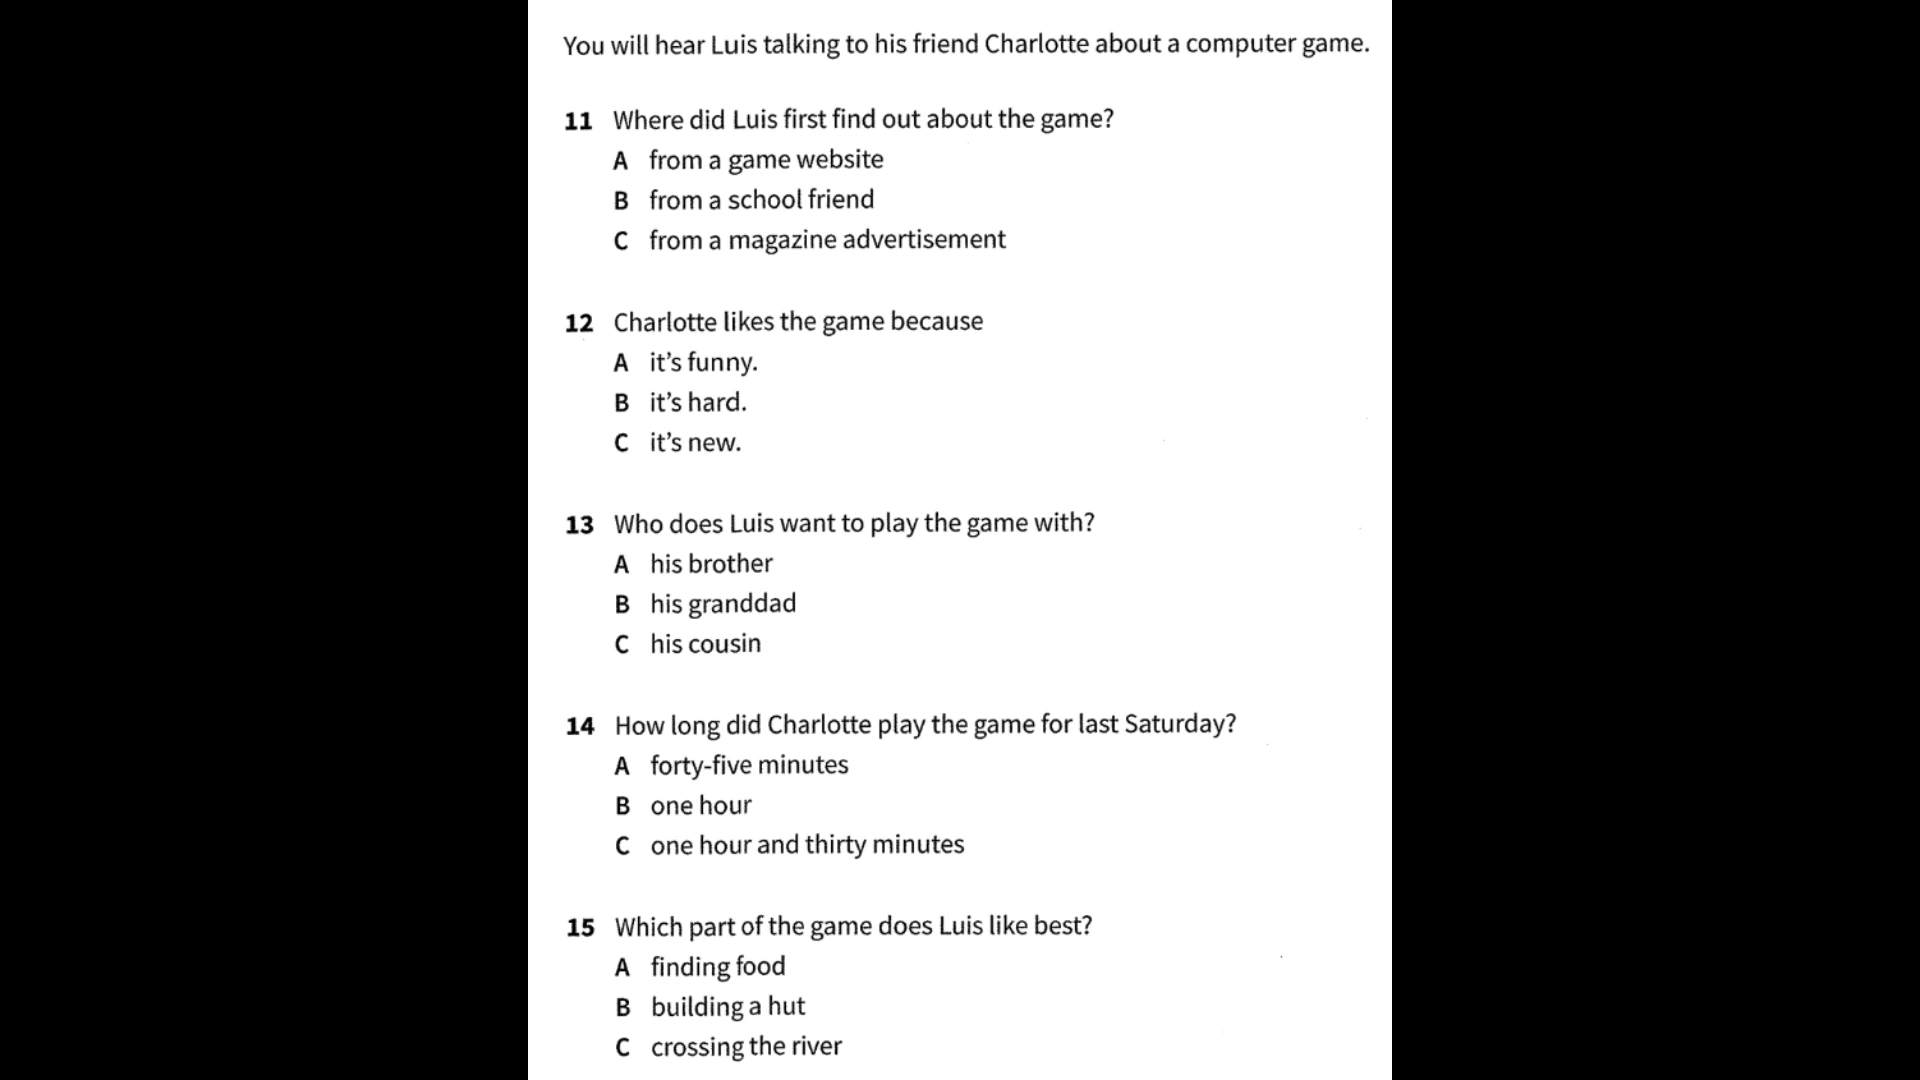 You will hear Luis talking to his friend Charlotte about a computer game.
11 Where did Luis first find out about the game?
A from a game website
B from a school friend
C from a magazine advertisement
12 Charlotte likes the game because
A it's funny.
B it's hard.
C it's new.
13 Who does Luis want to play the game with?
A his brother
B his granddad
C his cousin
14 How long did Charlotte play the game for last Saturday?
A forty-five minutes
B one hour
C one hour and thirty minutes
15 Which part of the game does Luis like best?
A finding food
B building a hut
C crossing the river